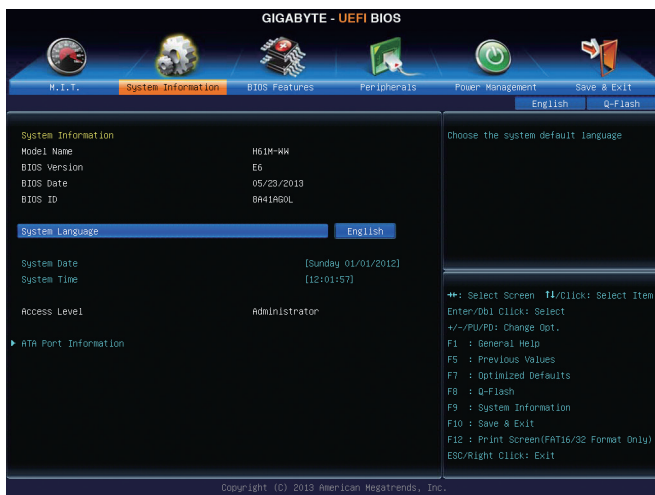 GIGABYTE - UEFI BIOS
M.I.T. System Information BIOS Features Peripherals Power Management Save & Exit
English Q-Flash
System Information
Model Name H61M-WW
BIOS Version E6
BIOS Date 05/23/2013
BIOS ID BA41AG0L
System Language English
System Date [Sunday 01/01/2012]
System Time [12:01:57]
Access Level Administrator
ATA Port Information
Choose the system default language
↔: Select Screen ↑↓/Click: Select Item
Enter/Dbl Click: Select
+/-/PU/PD: Change Opt.
F1 : General Help
F5 : Previous Values
F7 : Optimized Defaults
F8 : Q-Flash
F9 : System Information
F10 : Save & Exit
F12 : Print Screen(FAT16/32 Format Only)
ESC/Right Click: Exit
Copyright (C) 2013 American Megatrends, Inc.